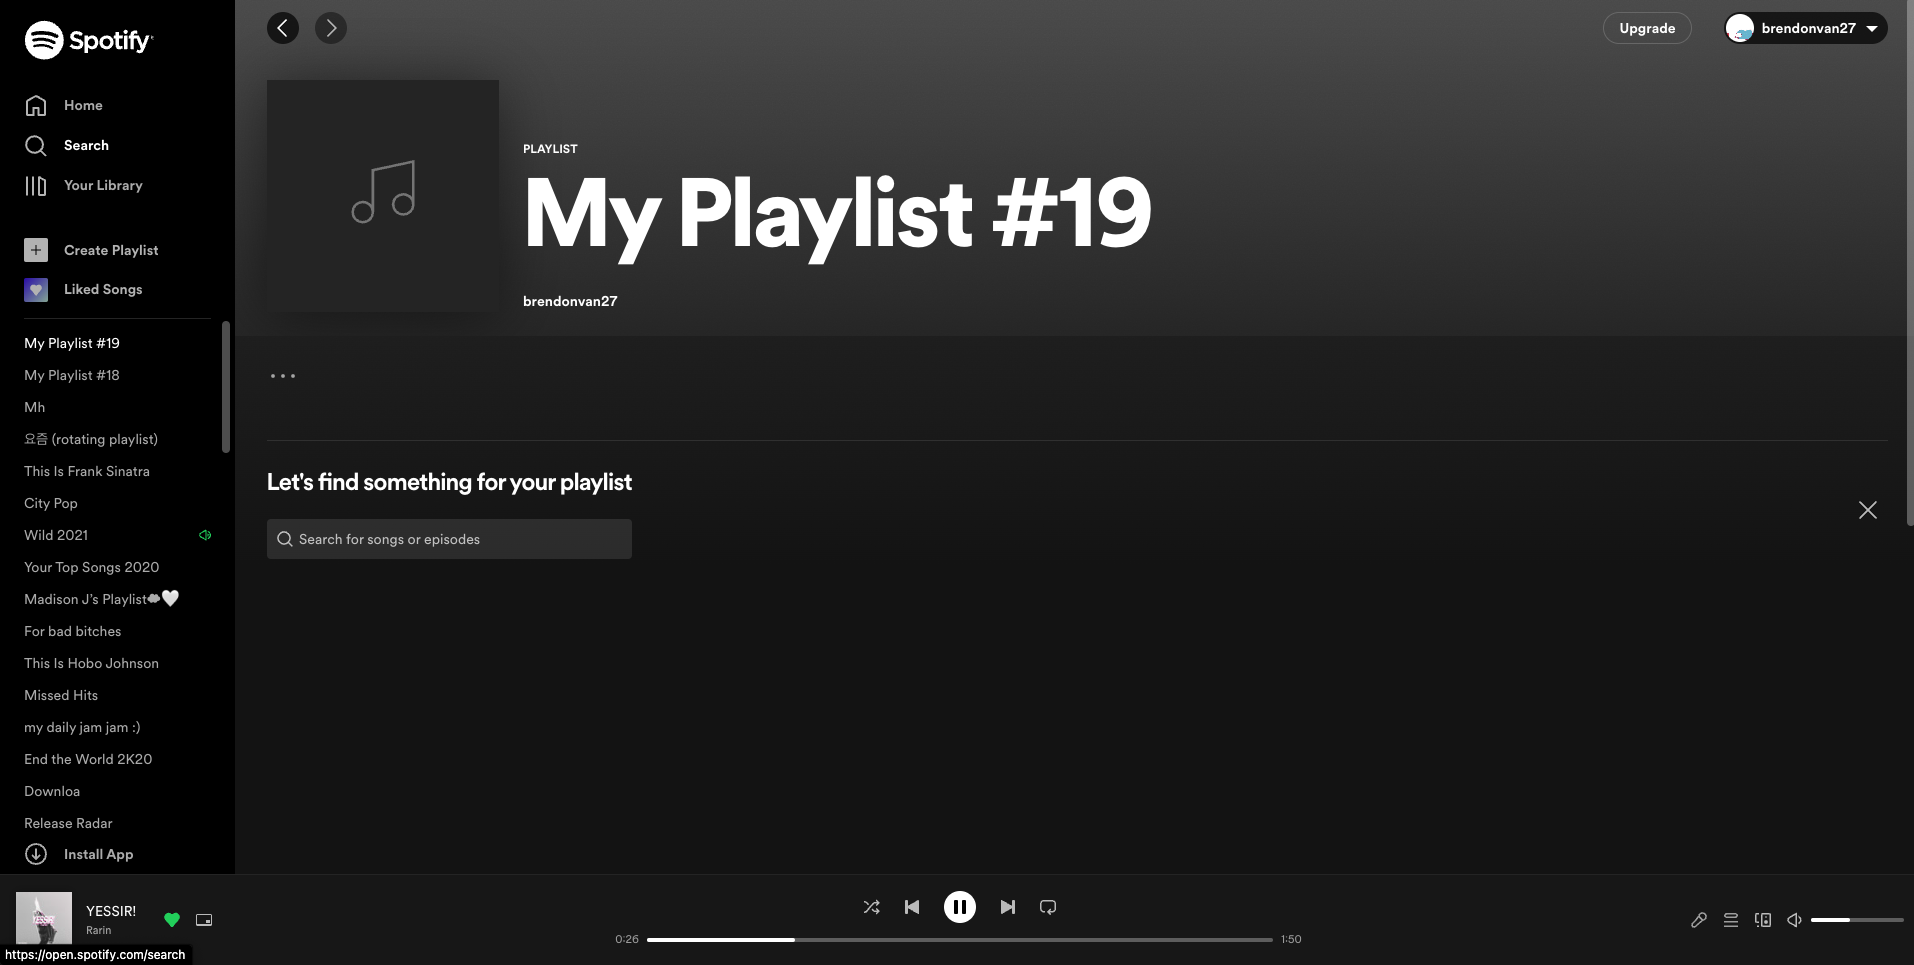 Spotify
Home
Search
Your Library
Create Playlist
Liked Songs
My Playlist #19
My Playlist #18
Mh
요즘 (rotating playlist)
This Is Frank Sinatra
City Pop
Wild 2021
Your Top Songs 2020
Madison J's Playlist☁️🤍
For bad bitches
This Is Hobo Johnson
Missed Hits
my daily jam jam :)
End the World 2K20
Downloa
Release Radar
Install App
Upgrade
brendonvan27
PLAYLIST
My Playlist #19
brendonvan27
Let's find something for your playlist
Search for songs or episodes
YESSIR!
YESSIR!
Rarin
0:26
1:50
https://open.spotify.com/search